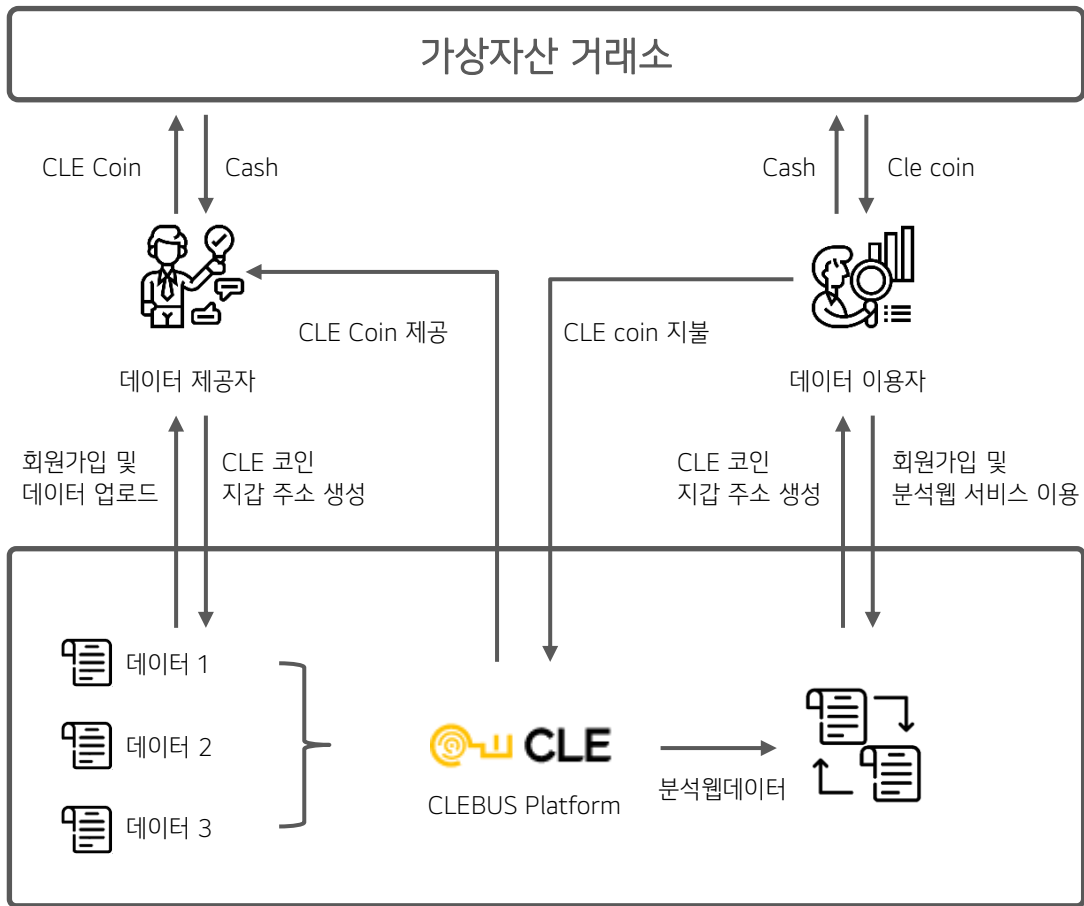 가상자산 거래소
CLE Coin
Cash
Cash
Cle coin
CLE Coin 제공
CLE coin 지불
데이터 제공자
데이터 이용자
회원가입 및
데이터 업로드
CLE 코인
지갑 주소 생성
CLE 코인
지갑 주소 생성
회원가입 및
분석웹 서비스 이용
데이터 1
데이터 2
데이터 3
CLE
CLEBUS Platform
분석웹데이터